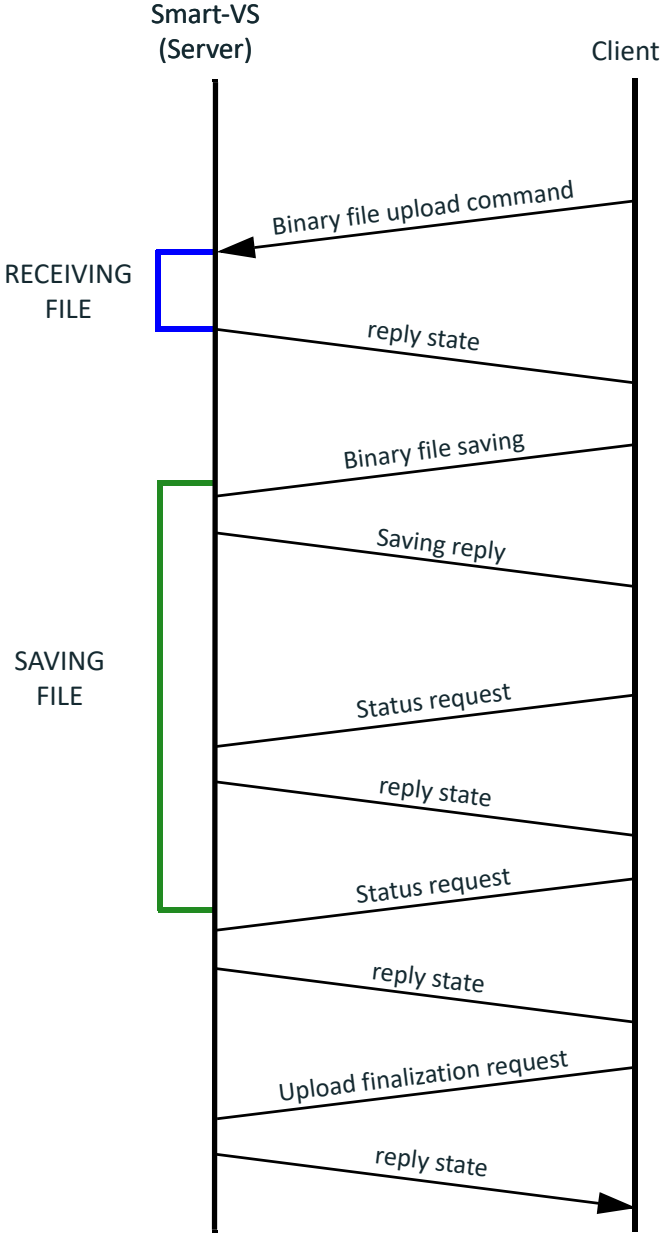 Smart-VS
(Server)
Client
Binary file upload command
RECEIVING
FILE
reply state
Binary file saving
Saving reply
SAVING
FILE
Status request
reply state
Status request
reply state
Upload finalization request
reply state